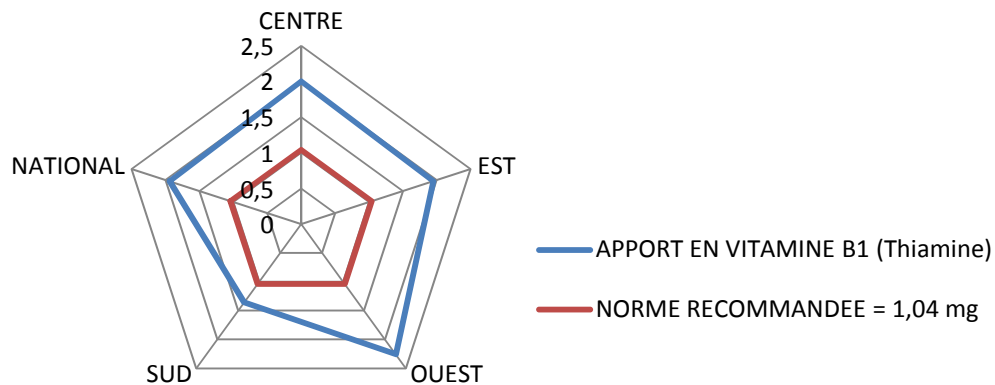 CENTRE
2,5
2
1,5
1
0,5
0
NATIONAL
EST
SUD
OUEST
APPORT EN VITAMINE B1 (Thiamine)
NORME RECOMMANDEE = 1,04 mg